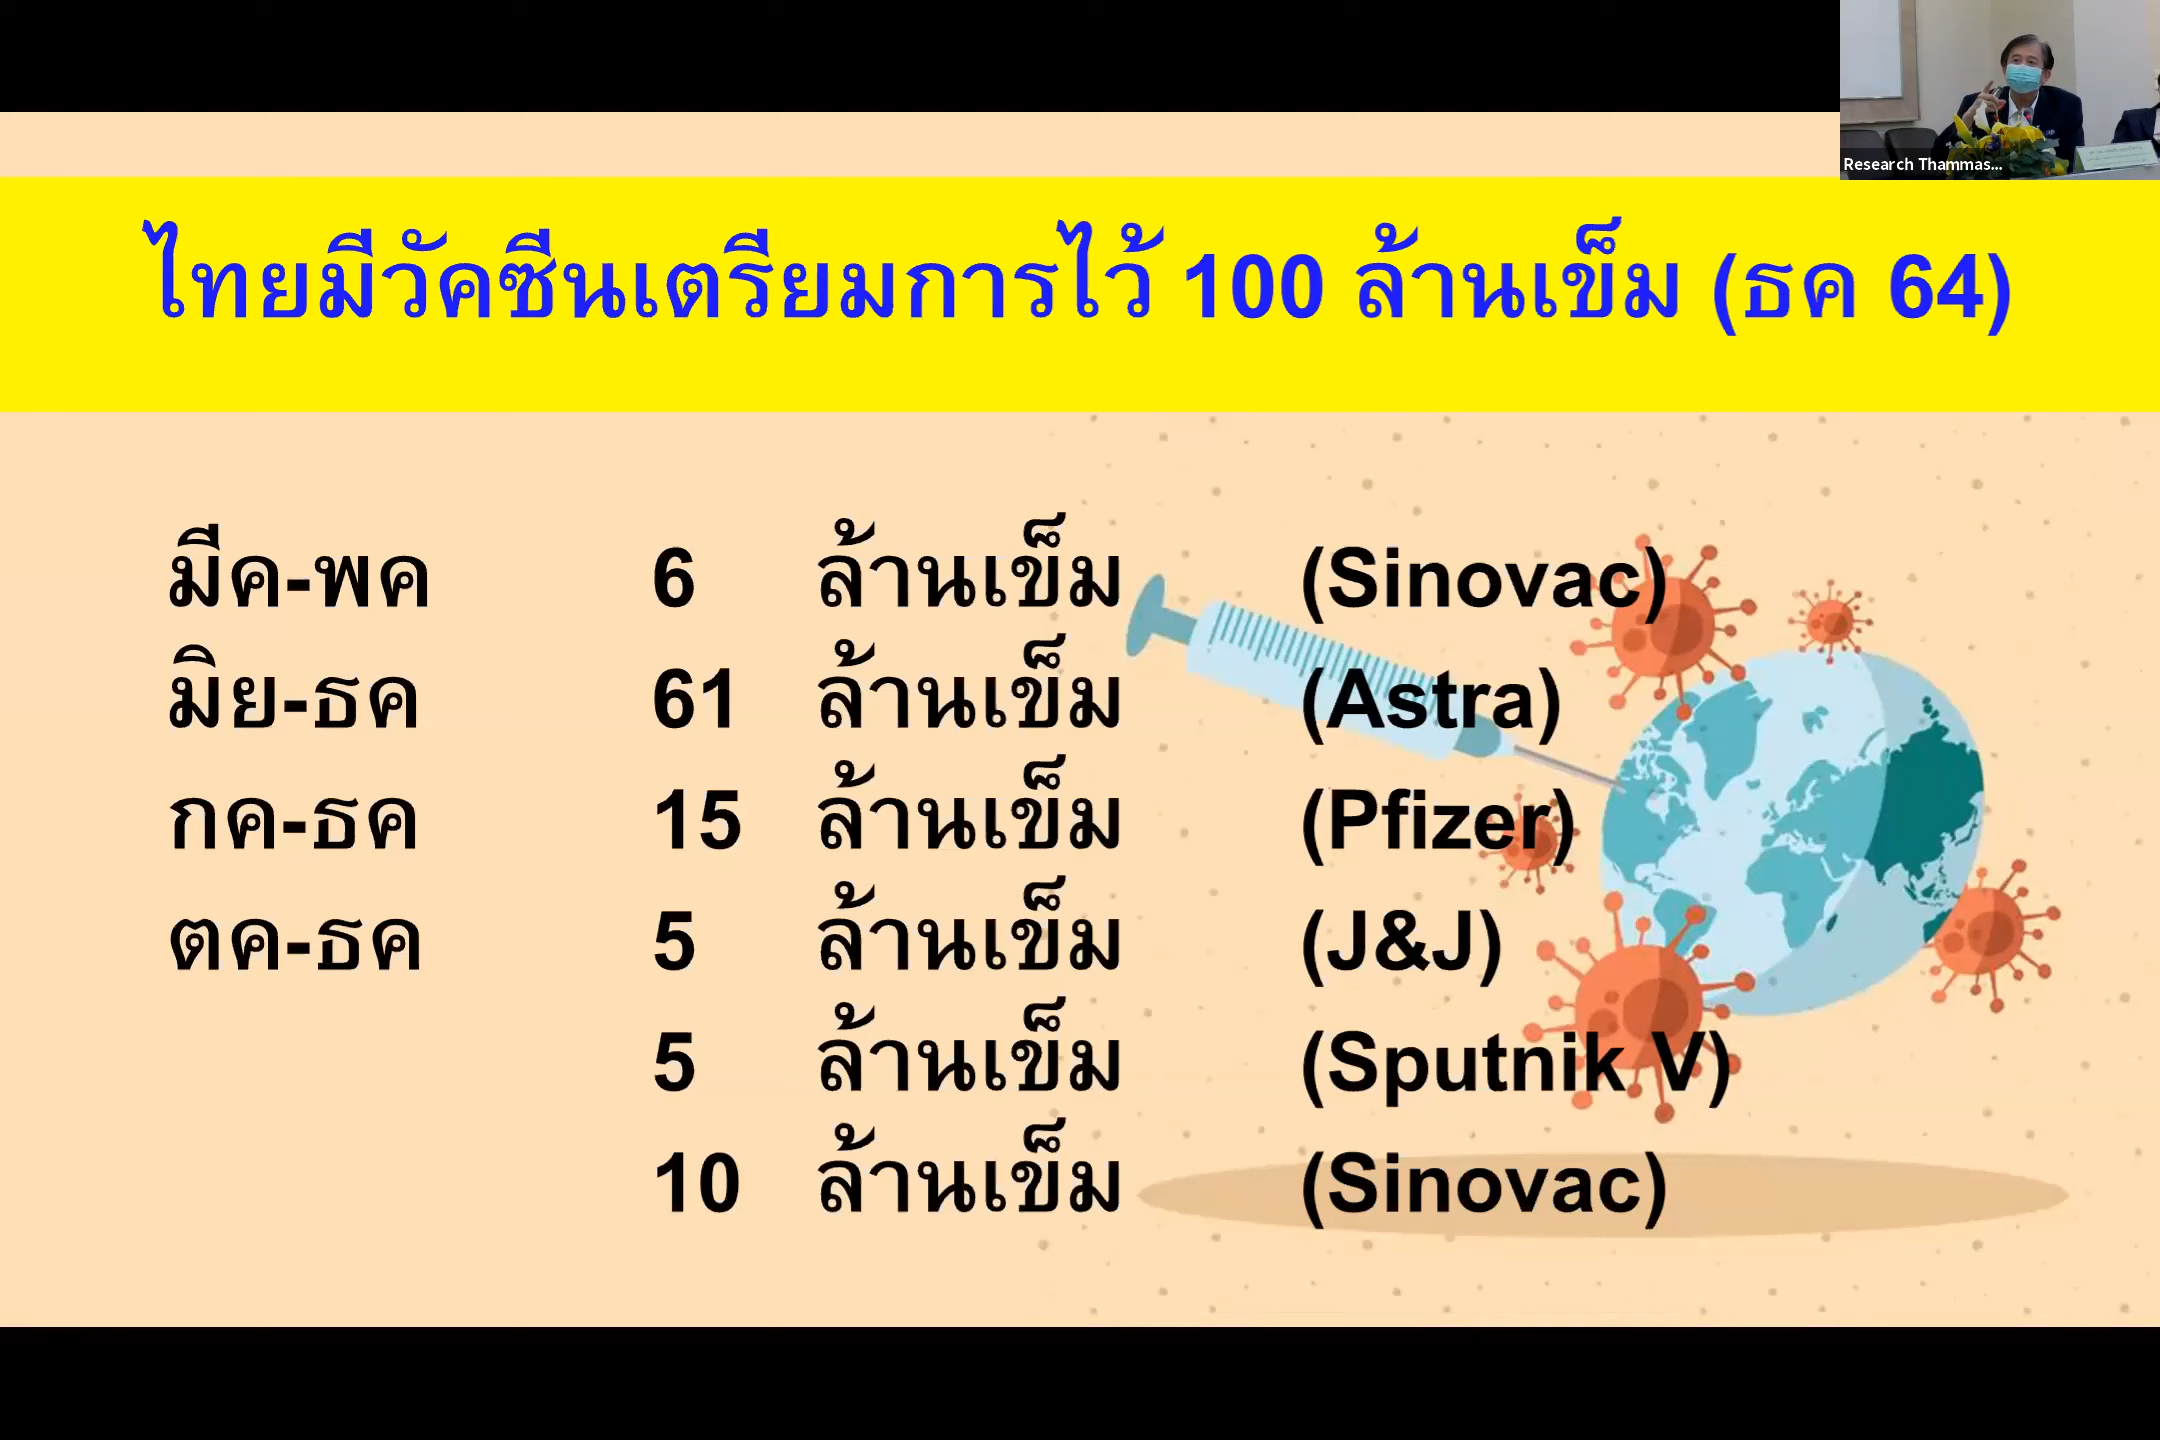 Research Thammas...
ไทยมีวัคซีนเตรียมการไว้ 100 ล้านเข็ม (ธค 64)
มีค-พค 6 ล้านเข็ม (Sinovac)
มิย-ธค 61 ล้านเข็ม (Astra)
กค-ธค 15 ล้านเข็ม (Pfizer)
ตค-ธค 5 ล้านเข็ม (J&J)
5 ล้านเข็ม (Sputnik V)
10 ล้านเข็ม (Sinovac)